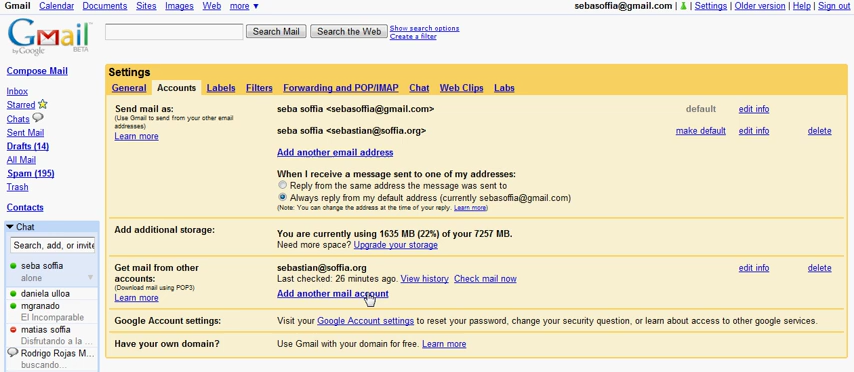 Gmail Calendar Documents Sites Images Web more ▼
sebasoffia@gmail.com | Settings | Older version | Help | Sign out
Gmail
by Google BETA
Search Mail Search the Web Show search options
Create a filter
Compose Mail
Inbox
Starred
Chats
Sent Mail
Drafts (14)
All Mail
Spam (195)
Trash
Contacts
Chat
Search, add, or invite
seba soffia
alone
daniela ulloa
mgranado
El Incomparable
matias soffia
Disfrutando a la ...
Rodrigo Rojas M...
buscando...
Settings
General Accounts Labels Filters Forwarding and POP/IMAP Chat Web Clips Labs
Send mail as:
(Use Gmail to send from your other email
addresses)
Learn more
seba soffia <sebasoffia@gmail.com> default edit info
seba soffia <sebastian@soffia.org> make default edit info delete
Add another email address
When I receive a message sent to one of my addresses:
Reply from the same address the message was sent to
Always reply from my default address (currently sebasoffia@gmail.com)
(Note: You can change the address at the time of your reply. Learn more)
Add additional storage:
You are currently using 1635 MB (22%) of your 7257 MB.
Need more space? Upgrade your storage
Get mail from other
accounts:
(Download mail using POP3)
Learn more
sebastian@soffia.org edit info delete
Last checked: 26 minutes ago. View history Check mail now
Add another mail account
Google Account settings:
Visit your Google Account settings to reset your password, change your security question, or learn about access to other google services.
Have your own domain?
Use Gmail with your domain for free. Learn more